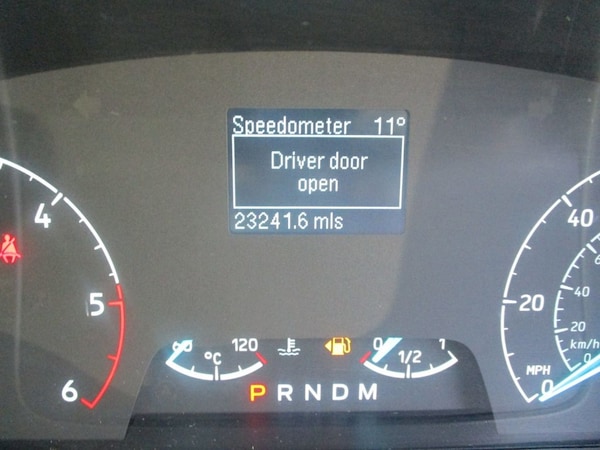 Speedometer 11°
Driver door
open
23241.6 mls
4
5
6
60 °C 120
0 1/2 1
P R N D M
40
20
0
MPH
40
20
0
km/h